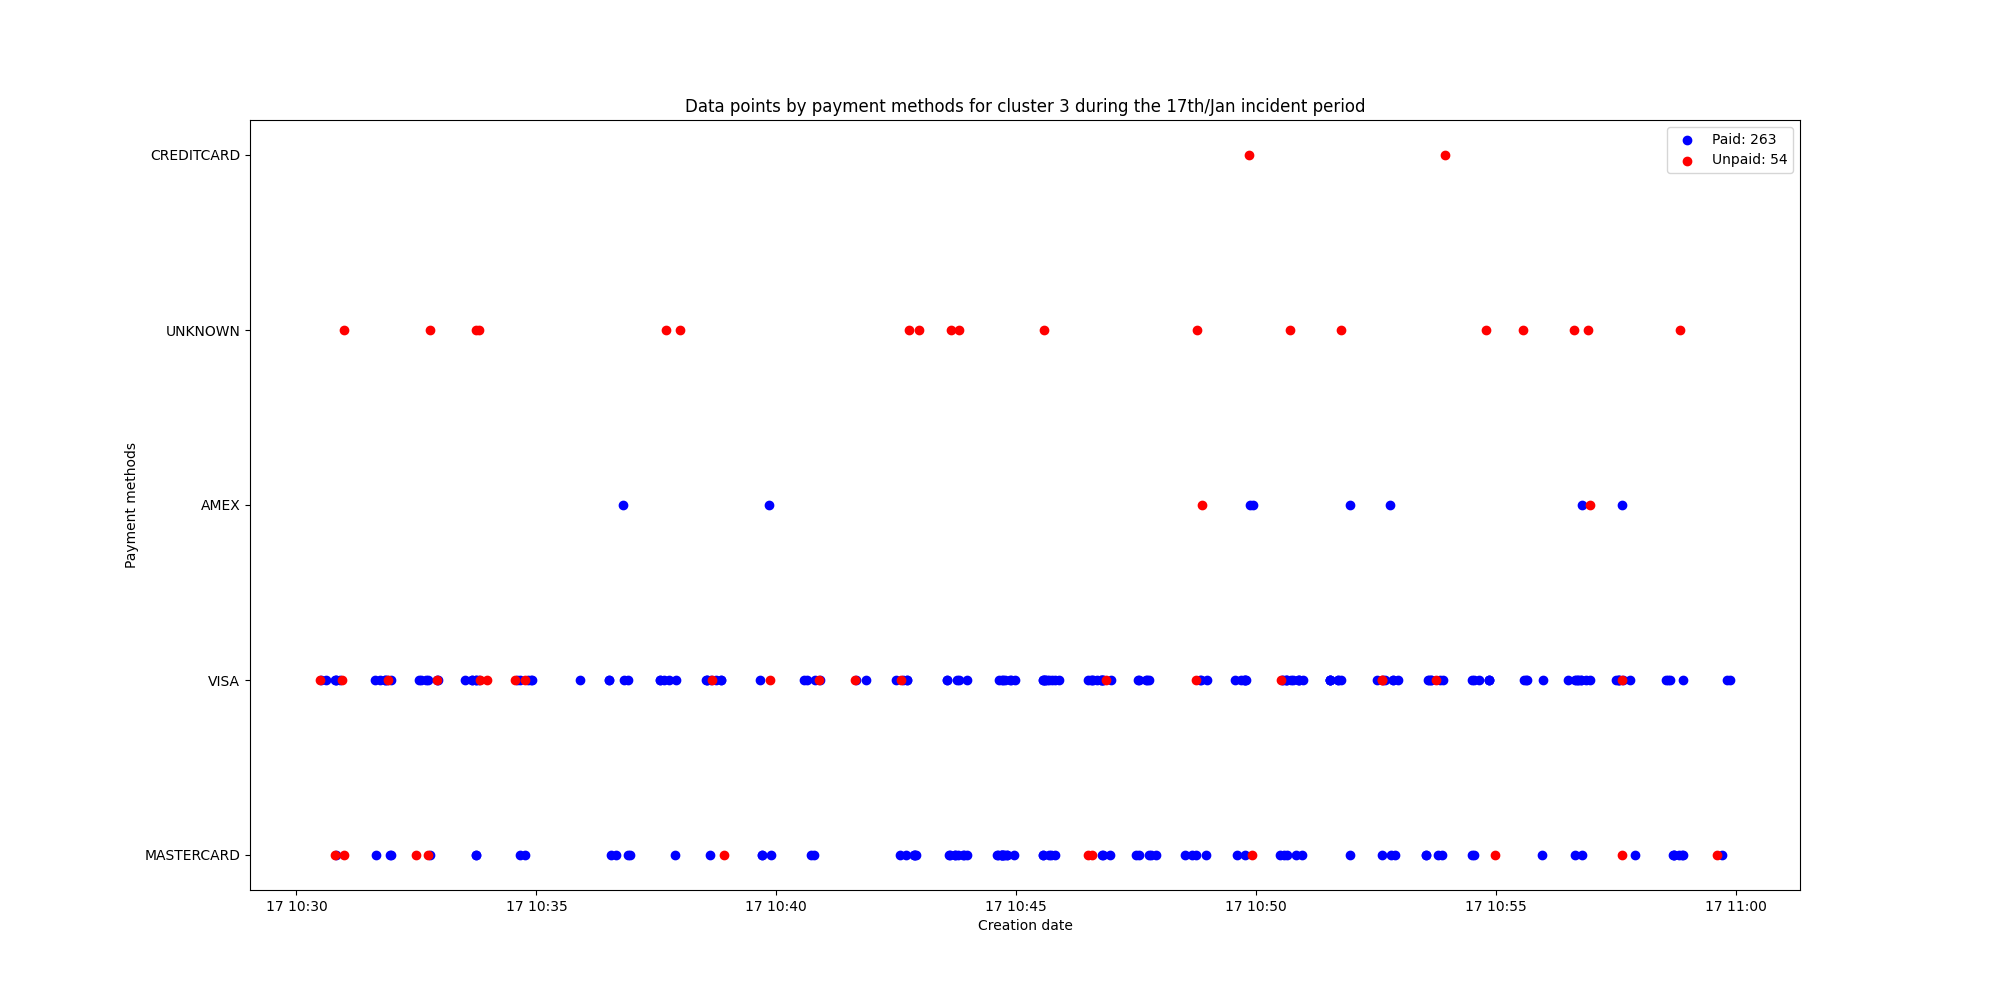 Data points by payment methods for cluster 3 during the 17th/Jan incident period
Paid: 263
Unpaid: 54
CREDITCARD
UNKNOWN
AMEX
VISA
MASTERCARD
Payment methods
17 10:30
17 10:35
17 10:40
17 10:45
17 10:50
17 10:55
17 11:00
Creation date